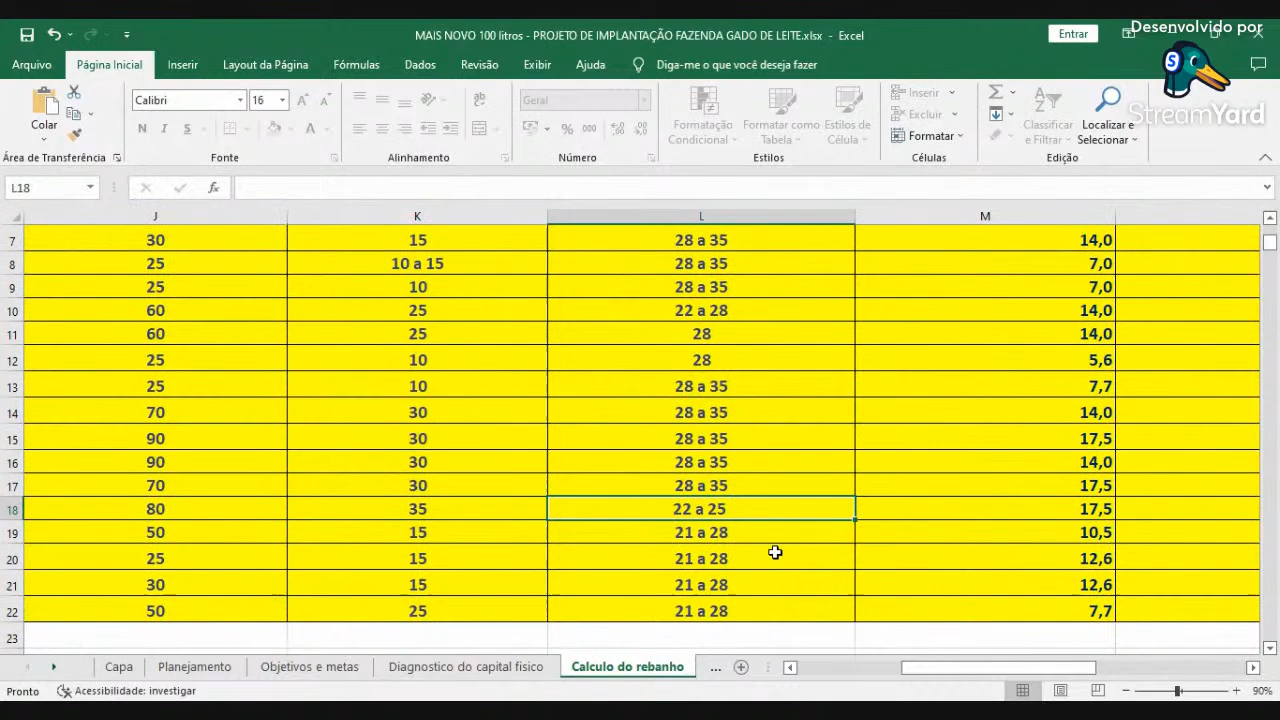 Desenvolvido por
StreamYard
MAIS NOVO 100 litros - PROJETO DE IMPLANTAÇÃO FAZENDA GADO DE LEITE.xlsx - Excel
Entrar
Arquivo Página Inicial Inserir Layout da Página Fórmulas Dados Revisão Exibir Ajuda Diga-me o que você deseja fazer
Colar
Calibri 16
N I S
Geral
Formatação Condicional
Formatar como Tabela
Estilos de Célula
Inserir
Excluir
Formatar
Classificar e Filtrar
Localizar e Selecionar
Área de Transferência Fonte Alinhamento Número Estilos Células Edição
L18 fx
J K L M
7 30 15 28 a 35 14,0
8 25 10 a 15 28 a 35 7,0
9 25 10 28 a 35 7,0
10 60 25 22 a 28 14,0
11 60 25 28 14,0
12 25 10 28 5,6
13 25 10 28 a 35 7,7
14 70 30 28 a 35 14,0
15 90 30 28 a 35 17,5
16 90 30 28 a 35 14,0
17 70 30 28 a 35 17,5
18 80 35 22 a 25 17,5
19 50 15 21 a 28 10,5
20 25 15 21 a 28 12,6
21 30 15 21 a 28 12,6
22 50 25 21 a 28 7,7
23
Capa Planejamento Objetivos e metas Diagnostico do capital fisico Calculo do rebanho ...
Pronto Acessibilidade: investigar 90%